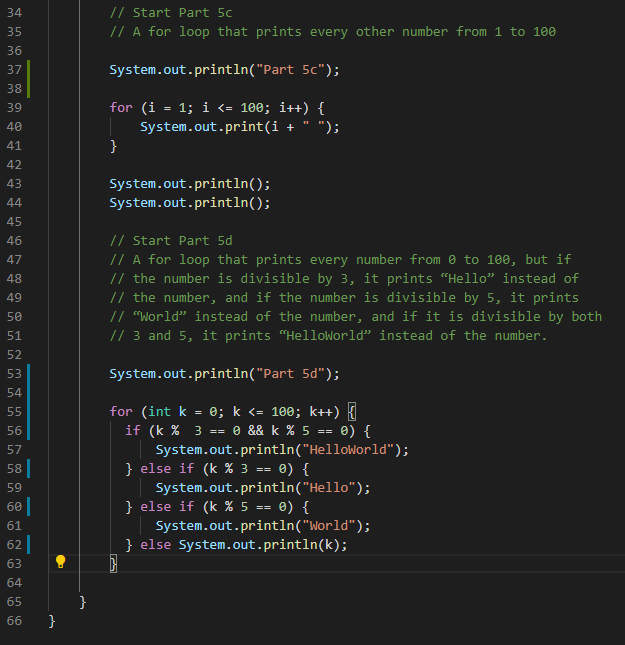 34 // Start Part 5c
35 // A for loop that prints every other number from 1 to 100
36
37 System.out.println("Part 5c");
38
39 for (i = 1; i <= 100; i++) {
40 System.out.print(i + " ");
41 }
42
43 System.out.println();
44 System.out.println();
45
46 // Start Part 5d
47 // A for loop that prints every number from 0 to 100, but if
48 // the number is divisible by 3, it prints “Hello” instead of
49 // the number, and if the number is divisible by 5, it prints
50 // “World” instead of the number, and if it is divisible by both
51 // 3 and 5, it prints “HelloWorld” instead of the number.
52
53 System.out.println("Part 5d");
54
55 for (int k = 0; k <= 100; k++) {
56 if (k %  3 == 0 && k % 5 == 0) {
57 System.out.println("HelloWorld");
58 } else if (k % 3 == 0) {
59 System.out.println("Hello");
60 } else if (k % 5 == 0) {
61 System.out.println("World");
62 } else System.out.println(k);
63 }
64
65 }
66 }